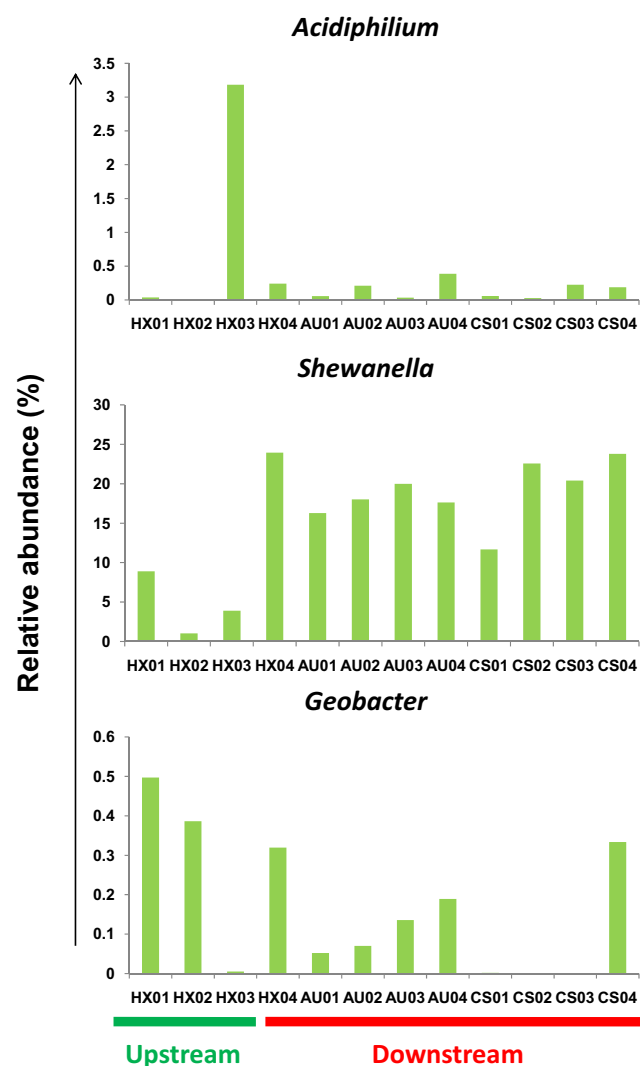 Acidiphilium
3.5
3
2.5
2
1.5
1
0.5
0
HX01 HX02 HX03 HX04 AU01 AU02 AU03 AU04 CS01 CS02 CS03 CS04
Shewanella
30
25
20
15
10
5
0
HX01 HX02 HX03 HX04 AU01 AU02 AU03 AU04 CS01 CS02 CS03 CS04
Geobacter
0.6
0.5
0.4
0.3
0.2
0.1
0
HX01 HX02 HX03 HX04 AU01 AU02 AU03 AU04 CS01 CS02 CS03 CS04
Relative abundance (%)
Upstream Downstream